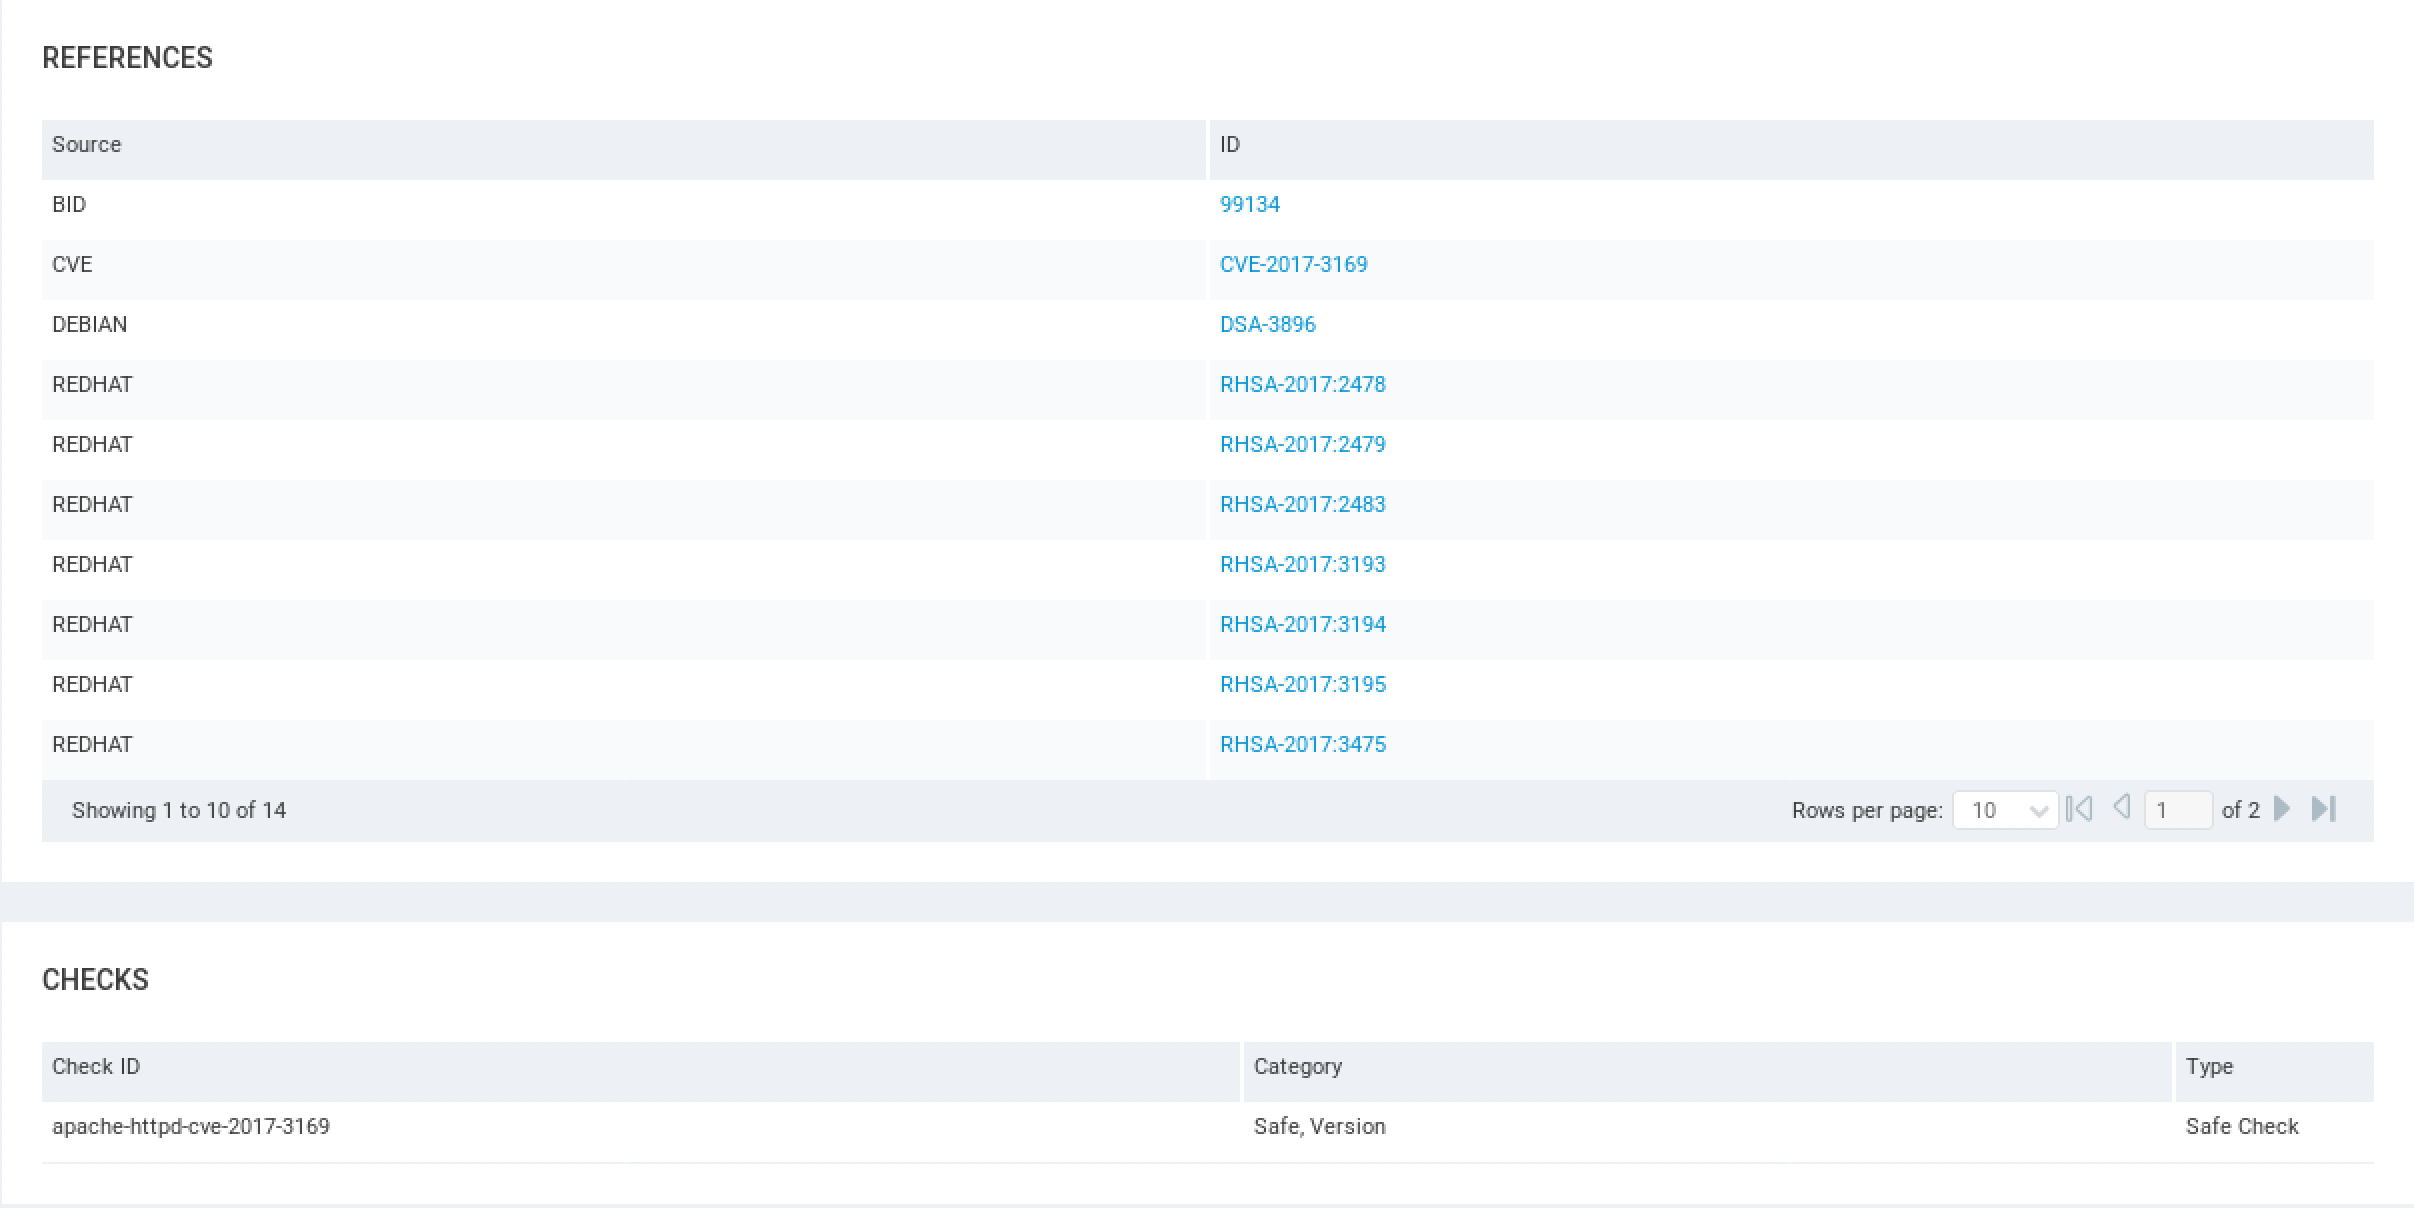 REFERENCES
Source ID
BID 99134
CVE CVE-2017-3169
DEBIAN DSA-3896
REDHAT RHSA-2017:2478
REDHAT RHSA-2017:2479
REDHAT RHSA-2017:2483
REDHAT RHSA-2017:3193
REDHAT RHSA-2017:3194
REDHAT RHSA-2017:3195
REDHAT RHSA-2017:3475
Showing 1 to 10 of 14 Rows per page: 10 1 of 2
CHECKS
Check ID Category Type
apache-httpd-cve-2017-3169 Safe, Version Safe Check